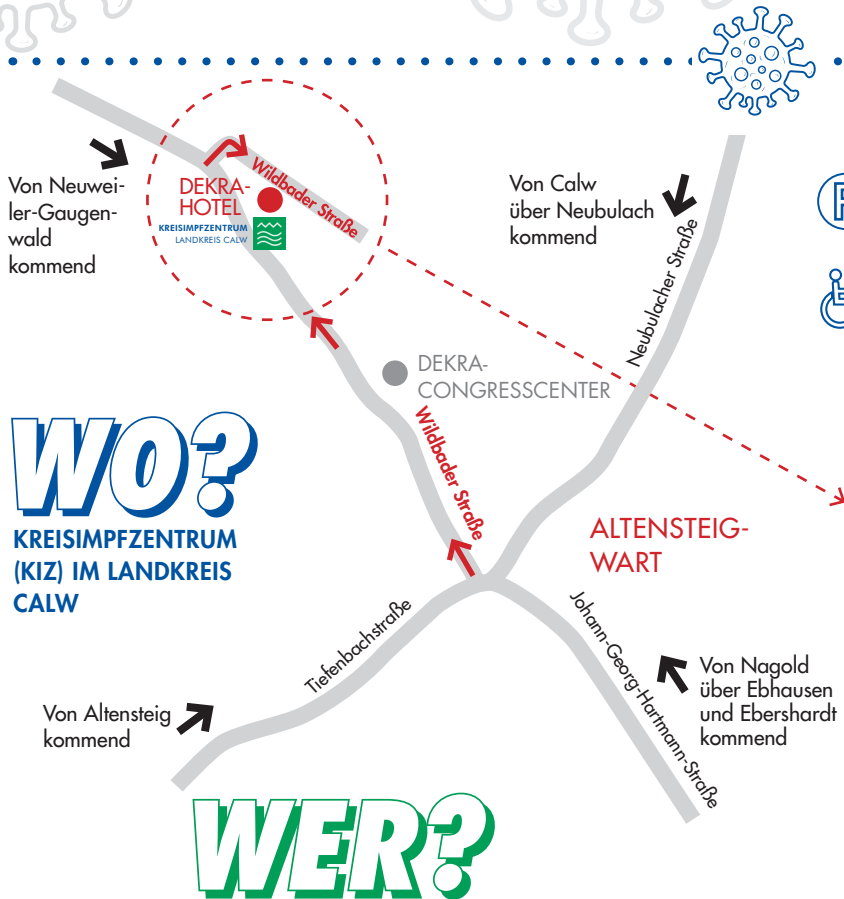 Von Neuwei-
ler-Gaugen-
wald
kommend
DEKRA-
HOTEL
KREISIMPFZENTRUM
LANDKREIS CALW
Wildbader Straße
Von Calw
über Neubulach
kommend
Neubulacher Straße
DEKRA-
CONGRESSCENTER
Wildbader Straße
WO?
KREISIMPFZENTRUM
(KIZ) IM LANDKREIS
CALW
ALTENSTEIG-
WART
Tiefenbachstraße
Johann-Georg-Hartmann-Straße
Von Altensteig
kommend
Von Nagold
über Ebhausen
und Ebershardt
kommend
WER?